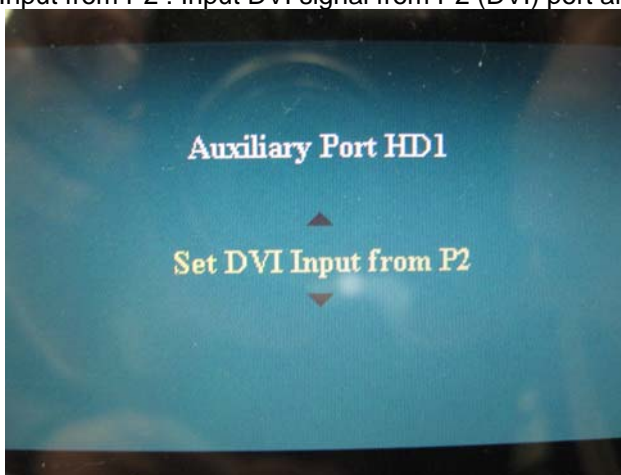 Input from P2 : Input DVI signal from P2 (DVI) port a
Auxiliary Port HD1
Set DVI Input from P2